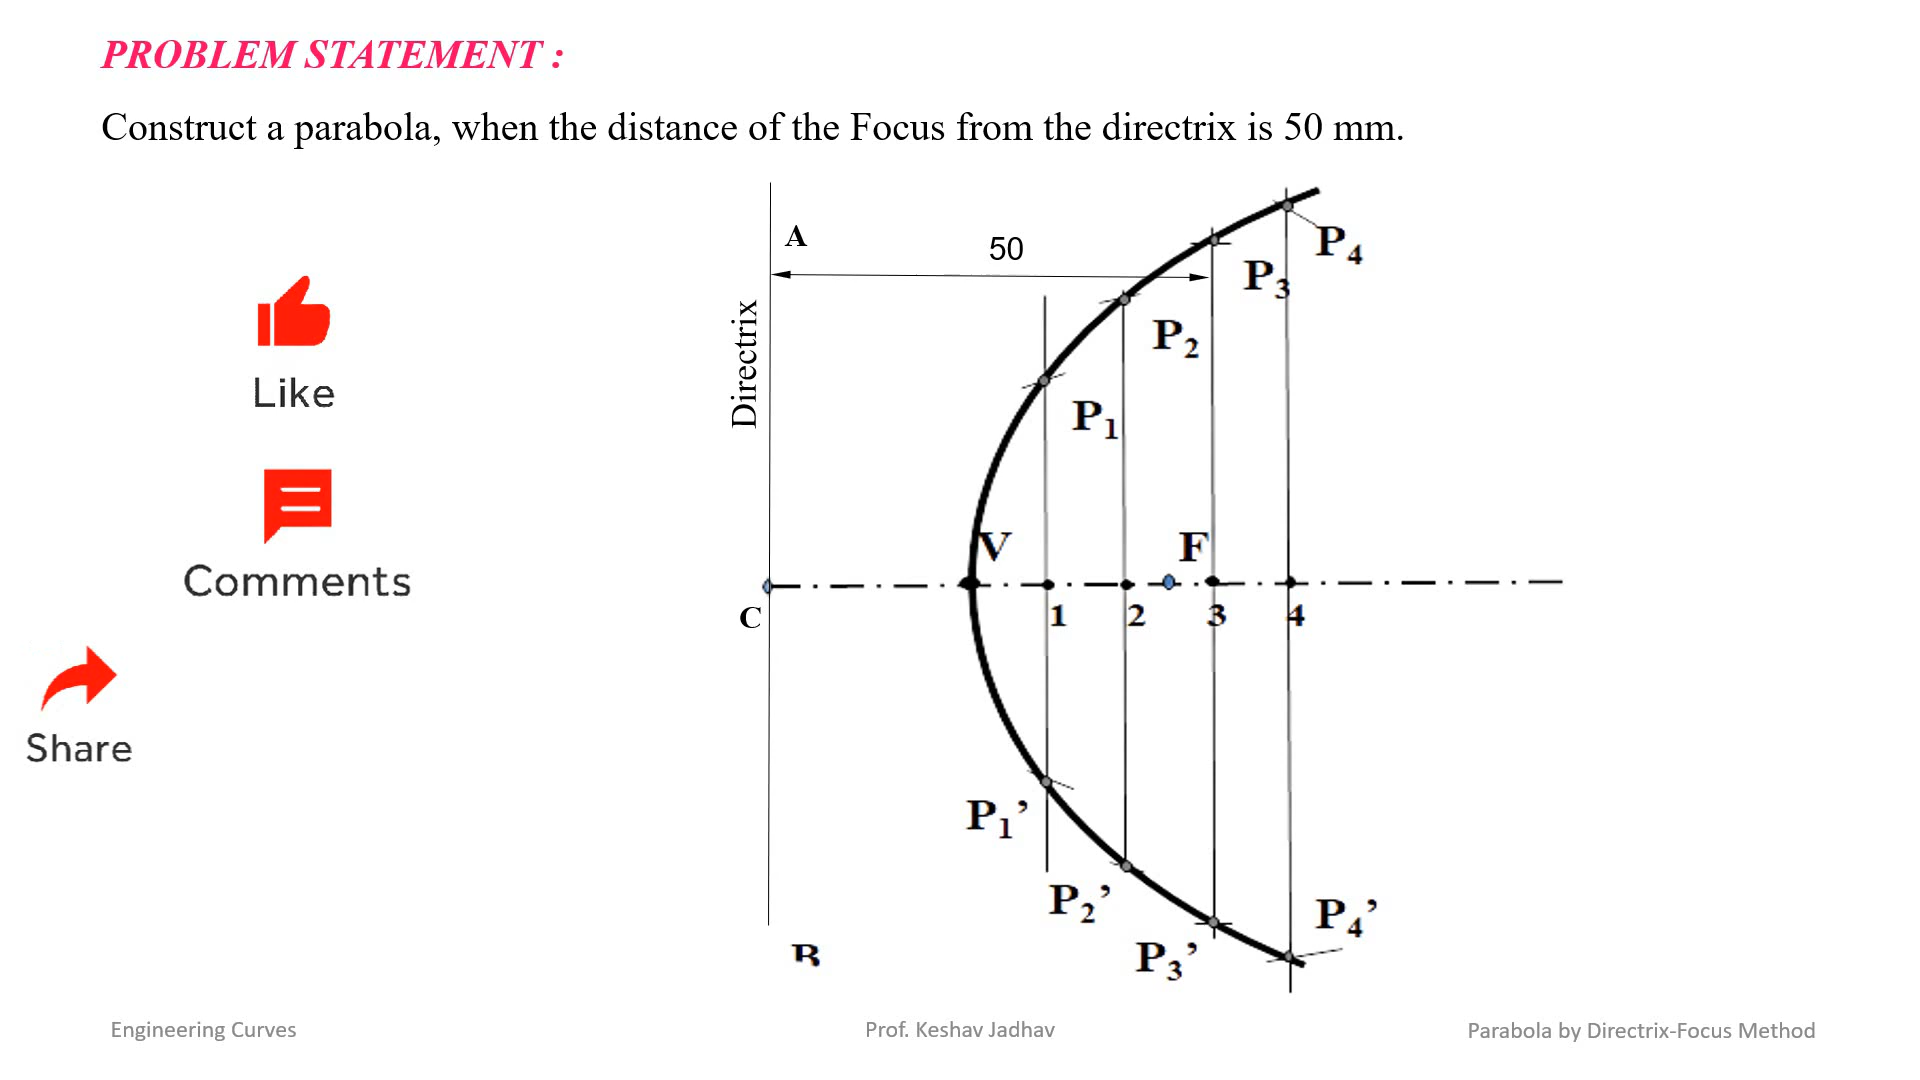 PROBLEM STATEMENT :
Construct a parabola, when the distance of the Focus from the directrix is 50 mm.
A
50
P4
P3
Directrix
P2
Like
P1
V
F
Comments
C
1
2
3
4
Share
P1’
P2’
P4’
B
P3’
Engineering Curves
Prof. Keshav Jadhav
Parabola by Directrix-Focus Method